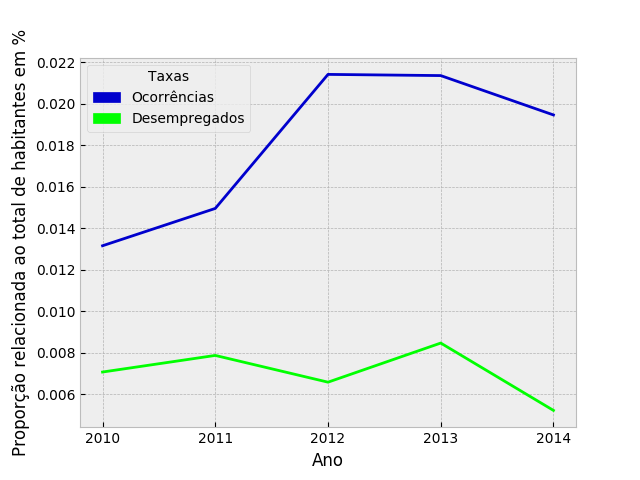 Proporção relacionada ao total de habitantes em %
0.022
0.020
0.018
0.016
0.014
0.012
0.010
0.008
0.006
Taxas
Ocorrências
Desempregados
2010 2011 2012 2013 2014
Ano